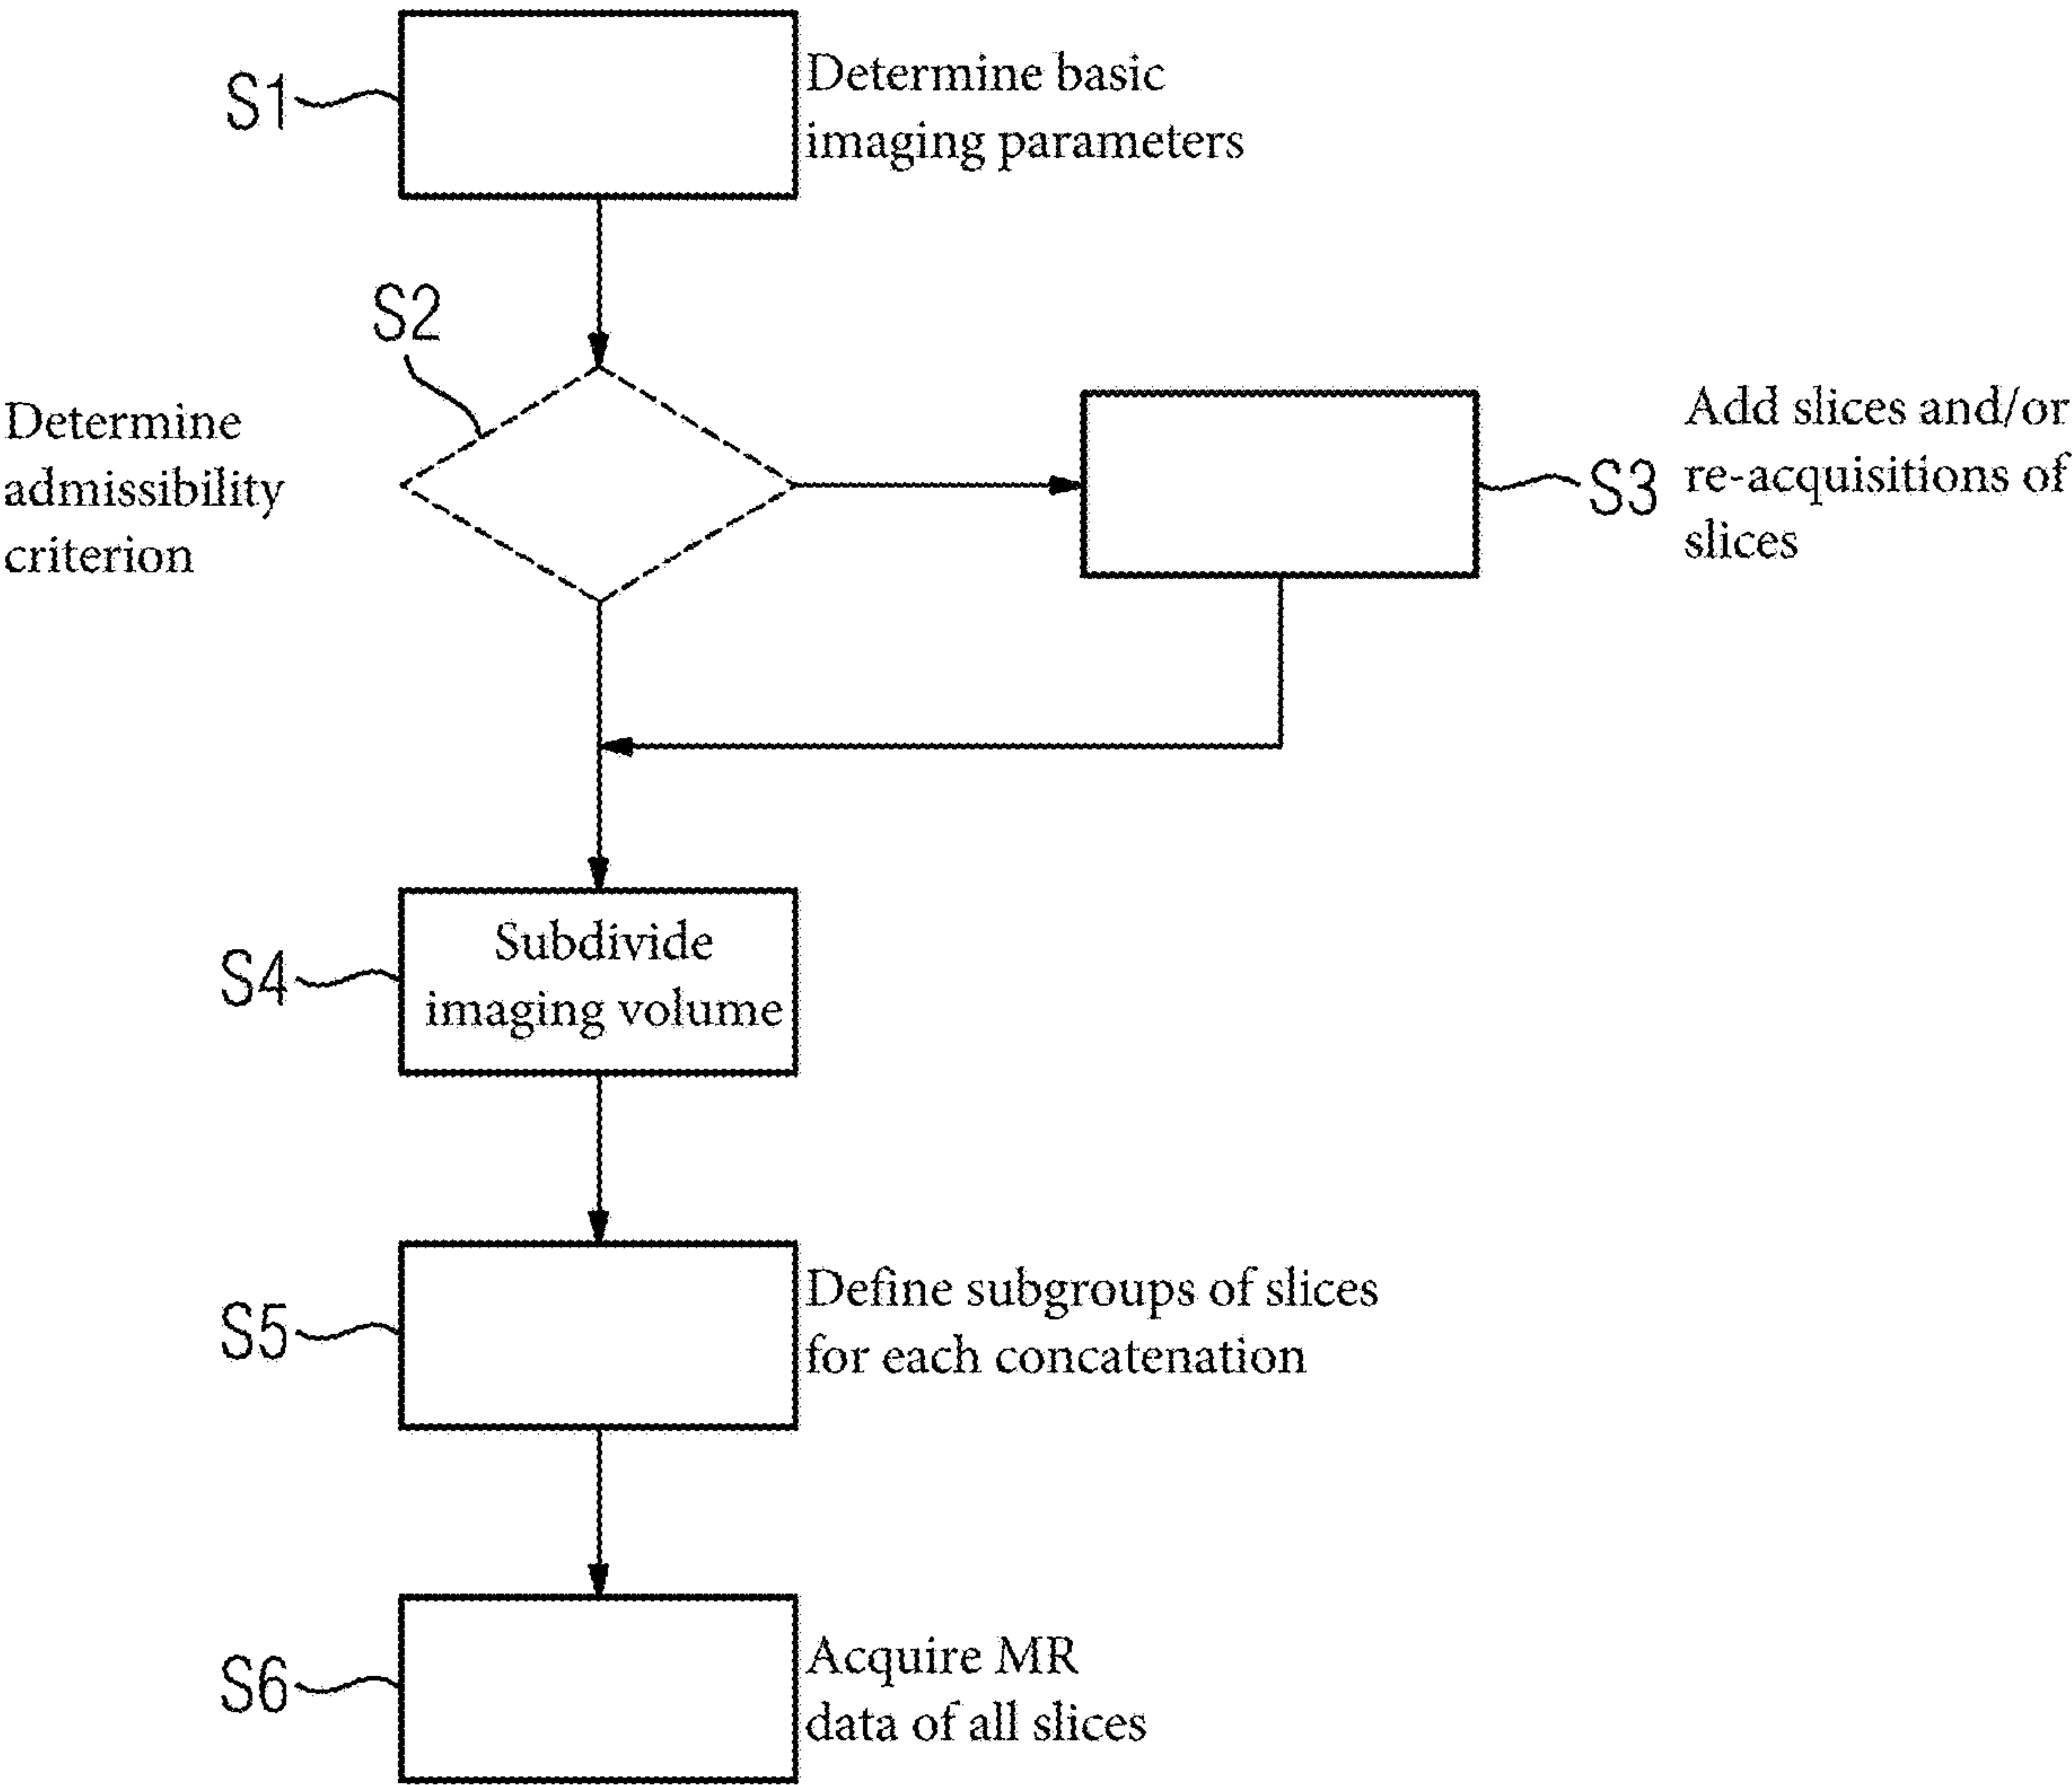 S1
Determine basic
imaging parameters
S2
Determine
admissibility
criterion
S3
Add slices and/or
re-acquisitions of
slices
S4
Subdivide
imaging volume
S5
Define subgroups of slices
for each concatenation
S6
Acquire MR
data of all slices